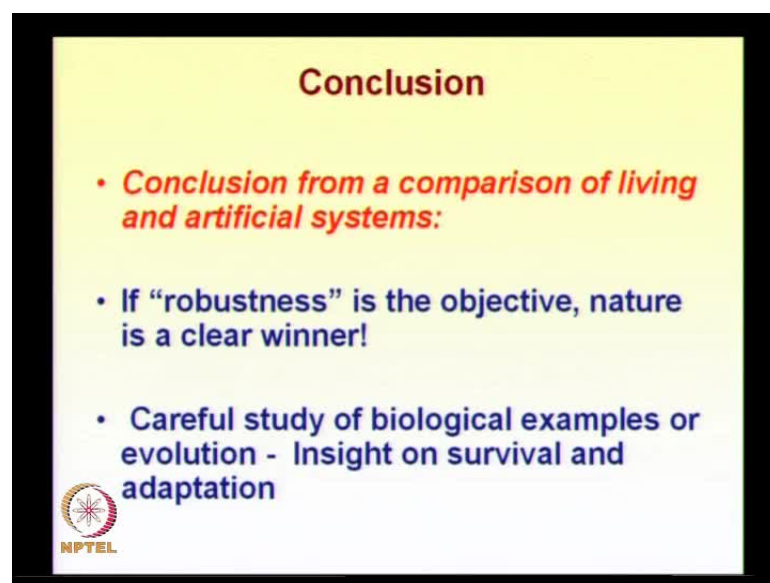 Conclusion
• Conclusion from a comparison of living
and artificial systems:
• If “robustness” is the objective, nature
is a clear winner!
• Careful study of biological examples or
evolution - Insight on survival and
adaptation
NPTEL